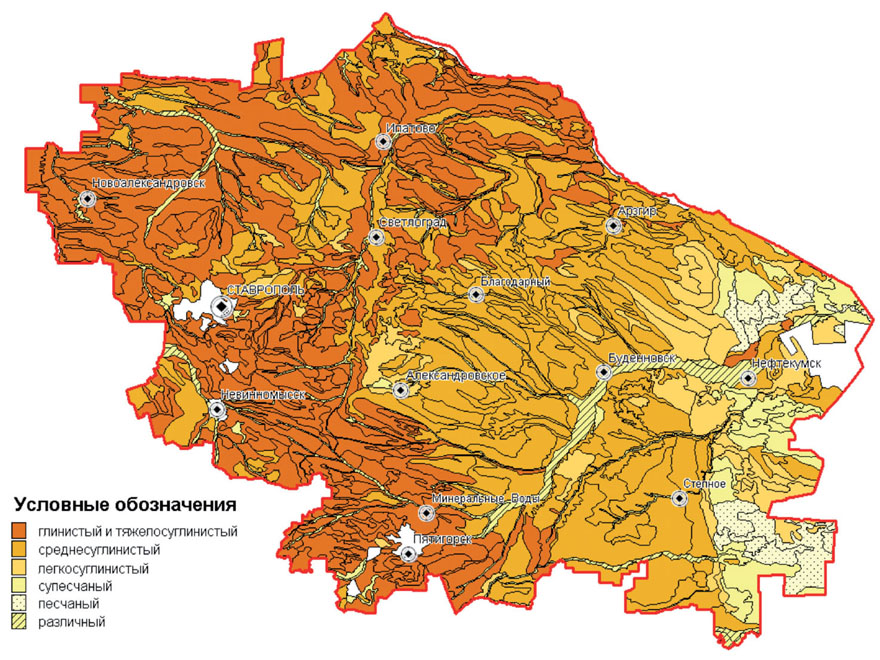 Ипатово
Новоалександровск
Арзгир
Светлоград
Благодарный
СТАВРОПОЛЬ
Буденновск
Нефтекумск
Александровское
Невинномысск
Степное
Минеральные Воды
Пятигорск
Условные обозначения
глинистый и тяжелосуглинистый
среднесуглинистый
легкосуглинистый
супесчаный
песчаный
различный